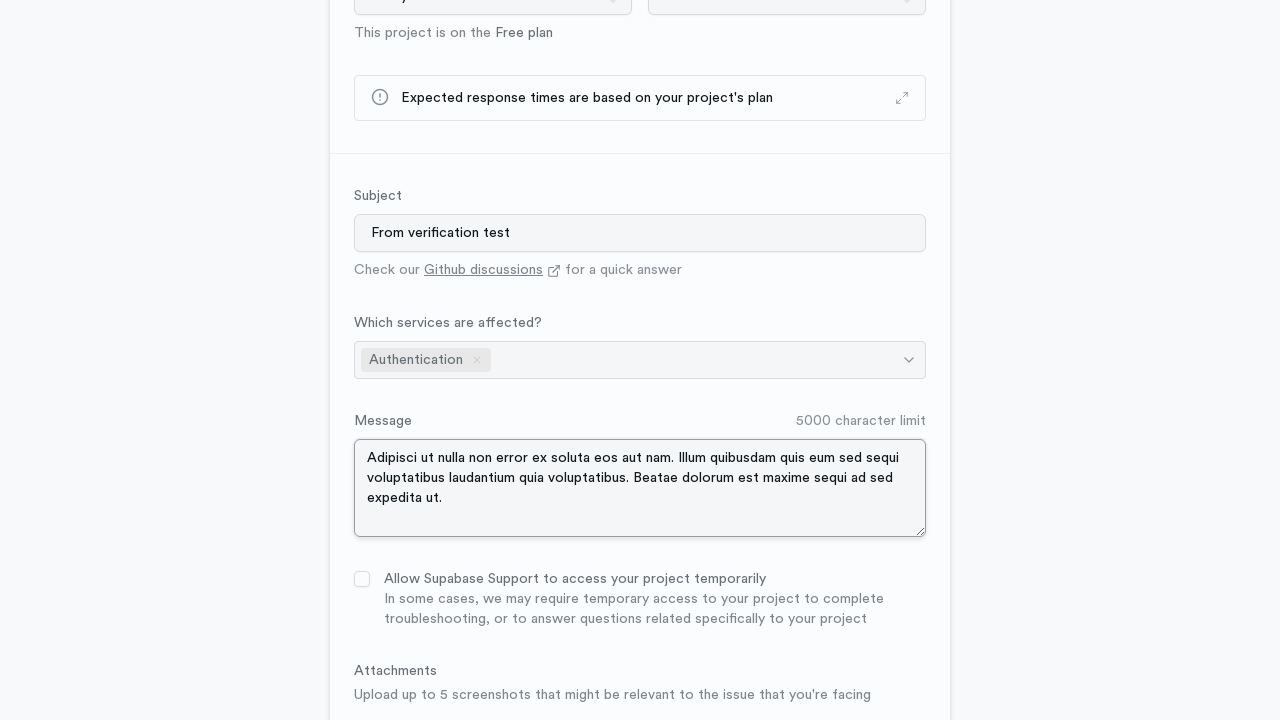 This project is on the Free plan
Expected response times are based on your project's plan
Subject
From verification test
Check our Github discussions for a quick answer
Which services are affected?
Authentication
Message
5000 character limit
Adipisci ut nulla non error ex soluta eos aut nam. Illum quibusdam quis eum sed sequi
voluptatibus laudantium quia voluptatibus. Beatae dolorum est maxime sequi ad sed
expedita ut.
Allow Supabase Support to access your project temporarily
In some cases, we may require temporary access to your project to complete
troubleshooting, or to answer questions related specifically to your project
Attachments
Upload up to 5 screenshots that might be relevant to the issue that you're facing